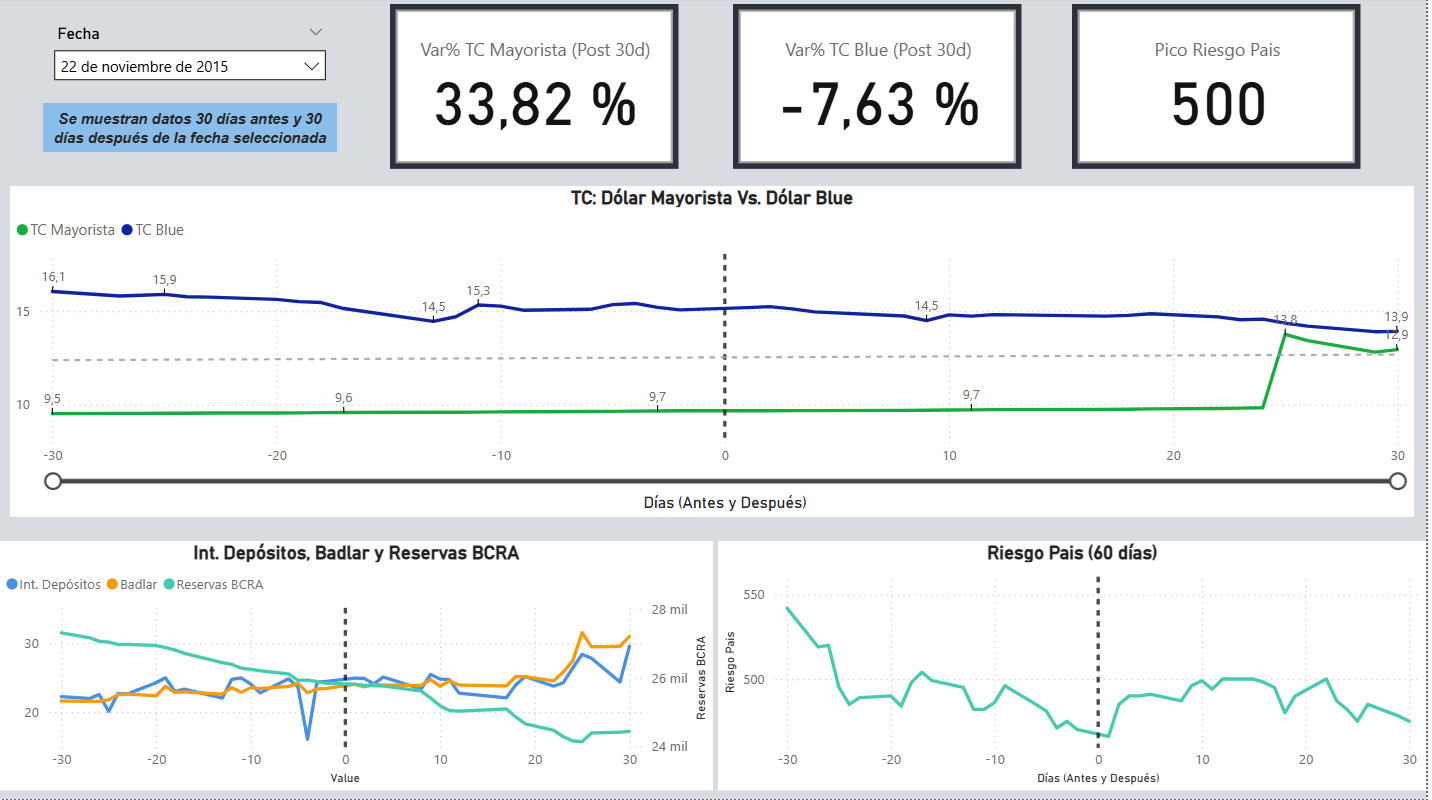 Fecha
22 de noviembre de 2015
Se muestran datos 30 días antes y 30
días después de la fecha seleccionada
Var% TC Mayorista (Post 30d)
33,82 %
Var% TC Blue (Post 30d)
-7,63 %
Pico Riesgo Pais
500
TC: Dólar Mayorista Vs. Dólar Blue
TC Mayorista TC Blue
16,1 15,9 14,5 15,3 14,5 13,8 13,9
15
12,9
9,5 9,6 9,7 9,7
10
-30 -20 -10 0 10 20 30
Días (Antes y Después)
Int. Depósitos, Badlar y Reservas BCRA
Int. Depósitos Badlar Reservas BCRA
28 mil
30
26 mil
20
24 mil
Reservas BCRA
-30 -20 -10 0 10 20 30
Value
Riesgo Pais (60 días)
Riesgo Pais
550
500
-30 -20 -10 0 10 20 30
Días (Antes y Después)